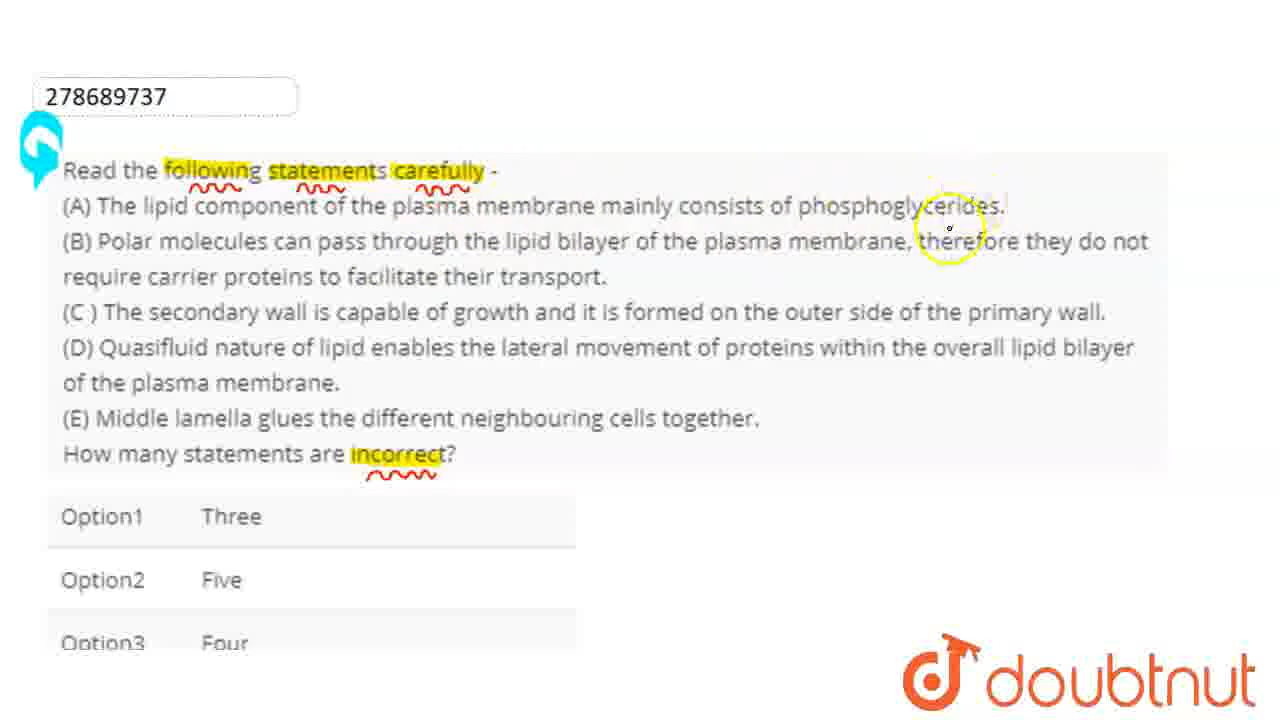 278689737
Read the following statements carefully -
(A) The lipid component of the plasma membrane mainly consists of phosphoglycerides.
(B) Polar molecules can pass through the lipid bilayer of the plasma membrane, therefore they do not
require carrier proteins to facilitate their transport.
(C ) The secondary wall is capable of growth and it is formed on the outer side of the primary wall.
(D) Quasifluid nature of lipid enables the lateral movement of proteins within the overall lipid bilayer
of the plasma membrane.
(E) Middle lamella glues the different neighbouring cells together.
How many statements are incorrect?
Option1 Three
Option2 Five
Option3 Four
doubtnut